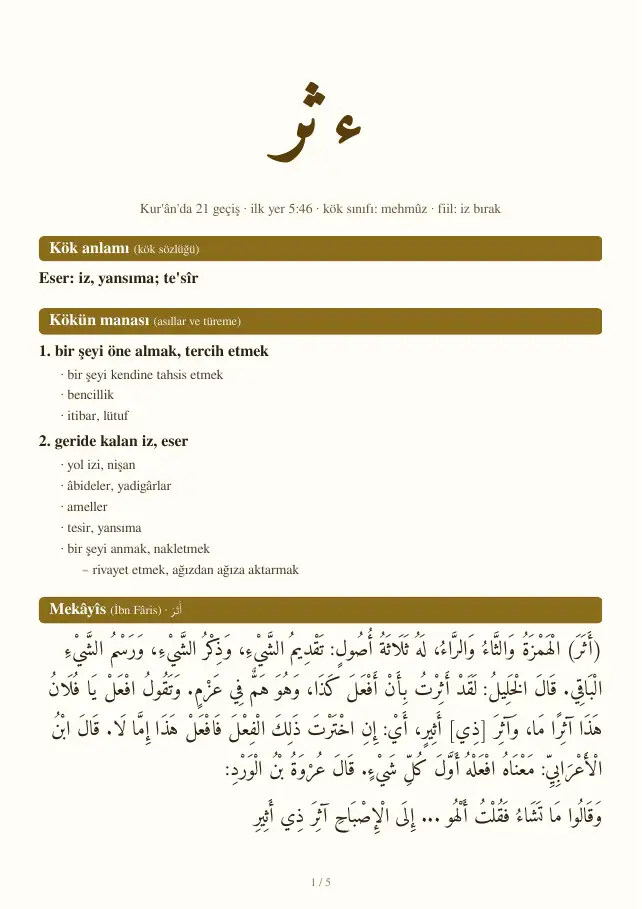 ء ثر
Kur'ân'da 21 geçiş · ilk yer 5:46 · kök sınıfı: mehmûz · fiil: iz bırak
Kök anlamı (kök sözlüğü)
Eser: iz, yansıma; te'sîr
Kökün manası (asıllar ve türeme)
1. bir şeyi öne almak, tercih etmek
· bir şeyi kendine tahsis etmek
· bencillik
· itibar, lütuf
2. geride kalan iz, eser
· yol izi, nişan
· âbideler, yadigârlar
· ameller
· tesir, yansıma
· bir şeyi anmak, nakletmek
– rivayet etmek, ağızdan ağıza aktarmak
Mekâyîs (İbn Fâris) · أَثَرَ
(أَثَرَ) الْهَمْزَةُ وَالثَّاءُ وَالرَّاءُ، لَهُ ثَلَاثَةُ أُصُولٍ: تَقْدِيمُ الشَّيْءِ، وَذِكْرُ الشَّيْءِ، وَرَسْمُ الشَّيْءِ
الْبَاقِي. قَالَ الْخَلِيلُ: لَقَدْ أَثِرْتُ بِأَنْ أَفْعَلَ كَذَا، وَهُوَ هَمٌّ فِي عَزْمٍ. وَتَقُولُ افْعَلْ يَا فُلَانُ
هَذَا آثِرًا مَا، وَآثِرَ [ذِي] أَثِيرٍ، أَيْ: إِنِ اخْتَرْتَ ذَلِكَ الْفِعْلَ فَافْعَلْ هَذَا إِمَّا لَا. قَالَ ابْنُ
الْأَعْرَابِيِّ: مَعْنَاهُ افْعَلْهُ أَوَّلَ كُلِّ شَيْءٍ. قَالَ عُرْوَةُ بْنُ الْوَرْدِ:
وَقَالُوا مَا تَشَاءُ فَقُلْتُ أَلْهُو ... إِلَى الْإِصْبَاحِ آثِرَ ذِي أَثِيرِ
1 / 5